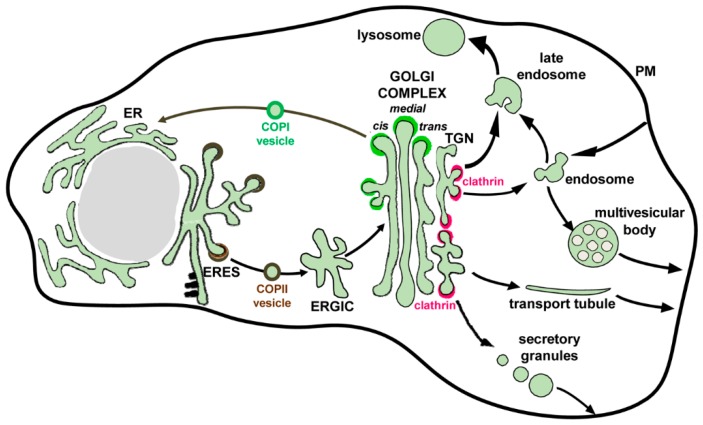 lysosome
late
endosome
PM
GOLGI
COMPLEX
medial
cis
trans
TGN
ER
COPI
vesicle
clathrin
endosome
multivesicular
body
ERES
COPII
vesicle
ERGIC
clathrin
transport tubule
secretory
granules